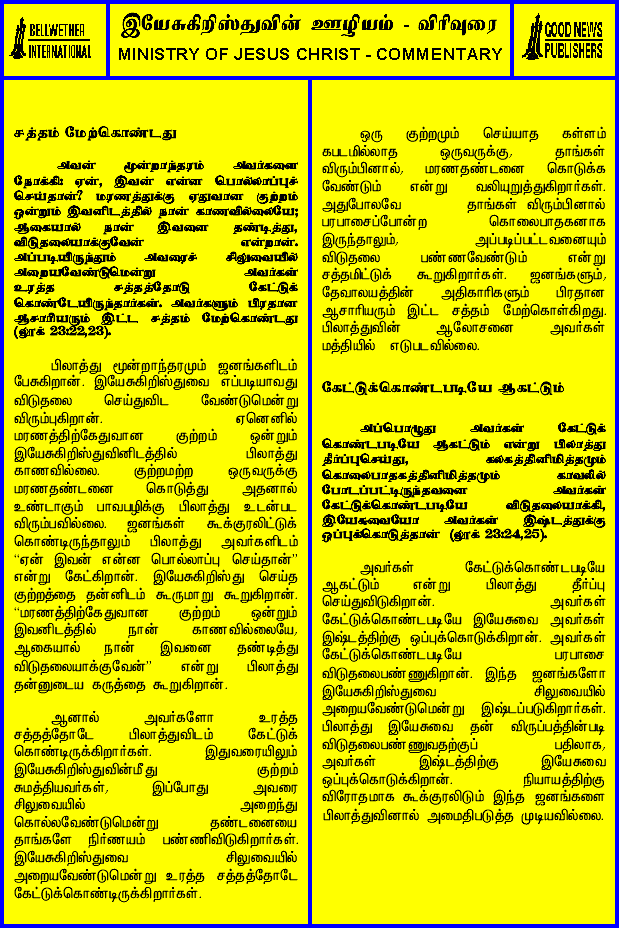 BELLWETHER
INTERNATIONAL
இயேசுகிறிஸ்துவின் ஊழியம் - விரிவுரை
MINISTRY OF JESUS CHRIST - COMMENTARY
GOOD NEWS
PUBLISHERS
சத்தம் மேற்கொண்டது
அவன் மூன்றாந்தரம் அவர்களை
நோக்கி: ஏன், இவன் என்ன பொல்லாப்புச்
செய்தான்? மரணத்துக்கு ஏதுவான குற்றம்
ஒன்றும் இவனிடத்தில் நான் காணவில்லையே;
ஆகையால் நான் இவனை தண்டித்து,
விடுதலையாக்குவேன் என்றான்.
அப்படியிருந்தும் அவரைச் சிலுவையில்
அறையவேண்டுமென்று அவர்கள்
உரத்த சத்தத்தோடு கேட்டுக்
கொண்டேயிருந்தார்கள். அவர்களும் பிரதான
ஆசாரியரும் இட்ட சத்தம் மேற்கொண்டது
(லூக் 23:22,23).
பிலாத்து மூன்றாந்தரமும் ஜனங்களிடம்
பேசுகிறான். இயேசுகிறிஸ்துவை எப்படியாவது
விடுதலை செய்துவிட வேண்டுமென்று
விரும்புகிறான். ஏனெனில்
மரணத்திற்கேதுவான குற்றம் ஒன்றும்
இயேசுகிறிஸ்துவினிடத்தில் பிலாத்து
காணவில்லை. குற்றமற்ற ஒருவருக்கு
மரணதண்டனை கொடுத்து அதனால்
உண்டாகும் பாவபழிக்கு பிலாத்து உடன்பட
விரும்பவில்லை. ஜனங்கள் கூக்குரலிட்டுக்
கொண்டிருந்தாலும் பிலாத்து அவர்களிடம்
“ஏன் இவன் என்ன பொல்லாப்பு செய்தான்”
என்று கேட்கிறான். இயேசுகிறிஸ்து செய்த
குற்றத்தை தன்னிடம் கூருமாறு கூறுகிறான்.
“மரணத்திற்கேதுவான குற்றம் ஒன்றும்
இவனிடத்தில் நான் காணவில்லையே,
ஆகையால் நான் இவனை தண்டித்து
விடுதலையாக்குவேன்” என்று பிலாத்து
தன்னுடைய கருத்தை கூறுகிறான்.
ஆனால் அவர்களோ உரத்த
சத்தத்தோடே பிலாத்துவிடம் கேட்டுக்
கொண்டிருக்கிறார்கள். இதுவரையிலும்
இயேசுகிறிஸ்துவின்மீது குற்றம்
சுமத்தியவர்கள், இப்போது அவரை
சிலுவையில் அறைந்து
கொல்லவேண்டுமென்று தண்டனையை
தாங்களே நிர்ணயம் பண்ணிவிடுகிறார்கள்.
இயேசுகிறிஸ்துவை சிலுவையில்
அறையவேண்டுமென்று உரத்த சத்தத்தோடே
கேட்டுக்கொண்டிருக்கிறார்கள்.
ஒரு குற்றமும் செய்யாத கள்ளம்
கபடமில்லாத ஒருவருக்கு, தாங்கள்
விரும்பினால், மரணதண்டனை கொடுக்க
வேண்டும் என்று வலியுறுத்துகிறார்கள்.
அதுபோலவே தாங்கள் விரும்பினால்
பரபாசைப்போன்ற கொலைபாதகனாக
இருந்தாலும், அப்படிப்பட்டவனையும்
விடுதலை பண்ணவேண்டும் என்று
சத்தமிட்டுக் கூறுகிறார்கள். ஜனங்களும்,
தேவாலயத்தின் அதிகாரிகளும் பிரதான
ஆசாரியரும் இட்ட சத்தம் மேற்கொள்கிறது.
பிலாத்துவின் ஆலோசனை அவர்கள்
மத்தியில் எடுபடவில்லை.
கேட்டுக்கொண்டபடியே ஆகட்டும்
அப்பொழுது அவர்கள் கேட்டுக்
கொண்டபடியே ஆகட்டும் என்று பிலாத்து
தீர்ப்புசெய்து, கலகத்தினிமித்தமும்
கொலைபாதகத்தினிமித்தமும் காவலில்
போடப்பட்டிருந்தவனை அவர்கள்
கேட்டுக்கொண்டபடியே விடுதலையாக்கி,
இயேசுவையோ அவர்கள் இஷ்டத்துக்கு
ஒப்புக்கொடுத்தான் (லூக் 23:24,25).
அவர்கள் கேட்டுக்கொண்டபடியே
ஆகட்டும் என்று பிலாத்து தீர்ப்பு
செய்துவிடுகிறான். அவர்கள்
கேட்டுக்கொண்டபடியே இயேசுவை அவர்கள்
இஷ்டத்திற்கு ஒப்புக்கொடுக்கிறான். அவர்கள்
கேட்டுக்கொண்டபடியே பரபாசை
விடுதலைபண்ணுகிறான். இந்த ஜனங்களோ
இயேசுகிறிஸ்துவை சிலுவையில்
அறையவேண்டுமென்று இஷ்டப்படுகிறார்கள்.
பிலாத்து இயேசுவை தன் விருப்பத்தின்படி
விடுதலைபண்ணுவதற்குப் பதிலாக,
அவர்கள் இஷ்டத்திற்கு இயேசுவை
ஒப்புக்கொடுக்கிறான். நியாயத்திற்கு
விரோதமாக கூக்குரலிடும் இந்த ஜனங்களை
பிலாத்துவினால் அமைதிபடுத்த முடியவில்லை.